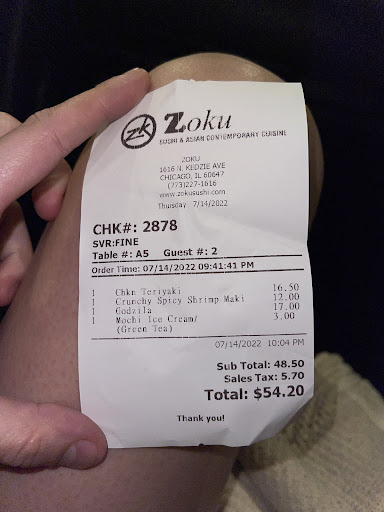 zk Zoku
SUSHI & ASIAN CONTEMPORARY CUISINE
ZOKU
1616 N. KEDZIE AVE
CHICAGO, IL 60647
(773)227-1616
www.zokusushi.com
Thursday 7/14/2022
CHK#: 2878
SVR:FINE
Table #: A5 Guest #: 2
Order Time: 07/14/2022 09:41:41 PM
1 Chkn Teriyaki 16.50
1 Crunchy Spicy Shrimp Maki 12.00
1 Godzila 17.00
1 Mochi Ice Cream/ 3.00
(Green Tea)
07/14/2022 10:04 PM
Sub Total: 48.50
Sales Tax: 5.70
Total: $54.20
Thank you!